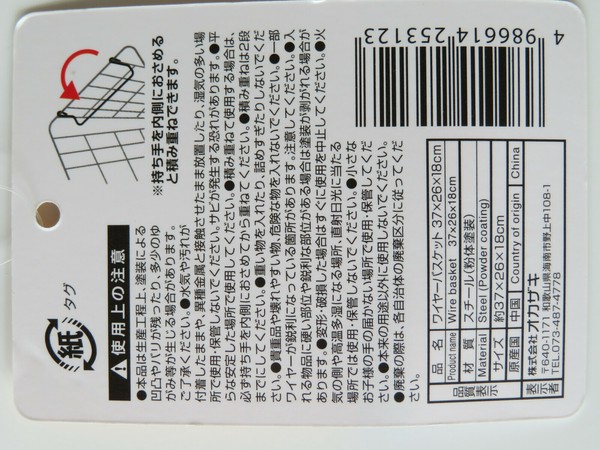 ※持ち手を内側におさめる
と積み重ねできます。
紙
タグ
使用上の注意
●本品は生産工程上、塗装による
凹凸やバリが残ったり、多少のゆ
がみ等が生じる場合があります。
ご了承ください。●水気や汚れが
付着したままや、異種金属と接触させたまま放置したり、湿気の多い場
所で使用・保管しないでください。サビが発生する恐れがあります。●平
らな安定した場所で使用してください。●積み重ねて使用する場合は、
必ず持ち手を内側におさめてから重ねてください。●積み重ねは2段
までにしてください。●重い物を入れたり、詰めすぎたりしないでくだ
さい。●貴重品や壊れやすい物、危険な物を入れないでください。●一部
ワイヤーが鋭利になっている箇所があります。注意してください。●入
れる物品に硬い部位や鋭利な部位がある場合は塗装が剥がれる場合が
あります。●変形・破損した場合はすぐに使用を中止してください。●火
気の側や高温多湿になる場所、直射日光に当たる
場所では使用・保管しないでください。●小さな
お子様の手の届かない場所で使用・保管してくだ
さい。●本来の用途以外に使用しないでください。
●廃棄の際は、各自治体の廃棄区分に従ってくだ
さい。
4 986614 253123
品質表示
品 名 ワイヤーバスケット 37×26×18cm
Product name Wire basket 37×26×18cm
材 質 スチール(粉体塗装)
Material Steel (Powder coating)
サイズ 約37×26×18cm
原産国 中国 Country of origin China
表示者
株式会社オカザキ
〒640-1171 和歌山県海南市野上中108-1
TEL.073-487-4778